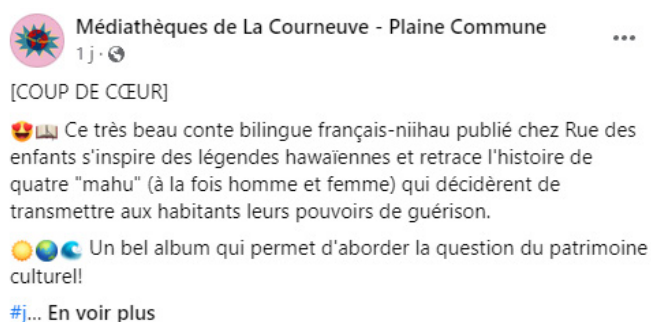 Médiathèques de La Courneuve - Plaine Commune
1 j ·
[COUP DE CŒUR]
😍📖 Ce très beau conte bilingue français-niihau publié chez Rue des
enfants s'inspire des légendes hawaïennes et retrace l'histoire de
quatre "mahu" (à la fois homme et femme) qui décidèrent de
transmettre aux habitants leurs pouvoirs de guérison.
☀️🌍🌊 Un bel album qui permet d'aborder la question du patrimoine
culturel!
#j... En voir plus